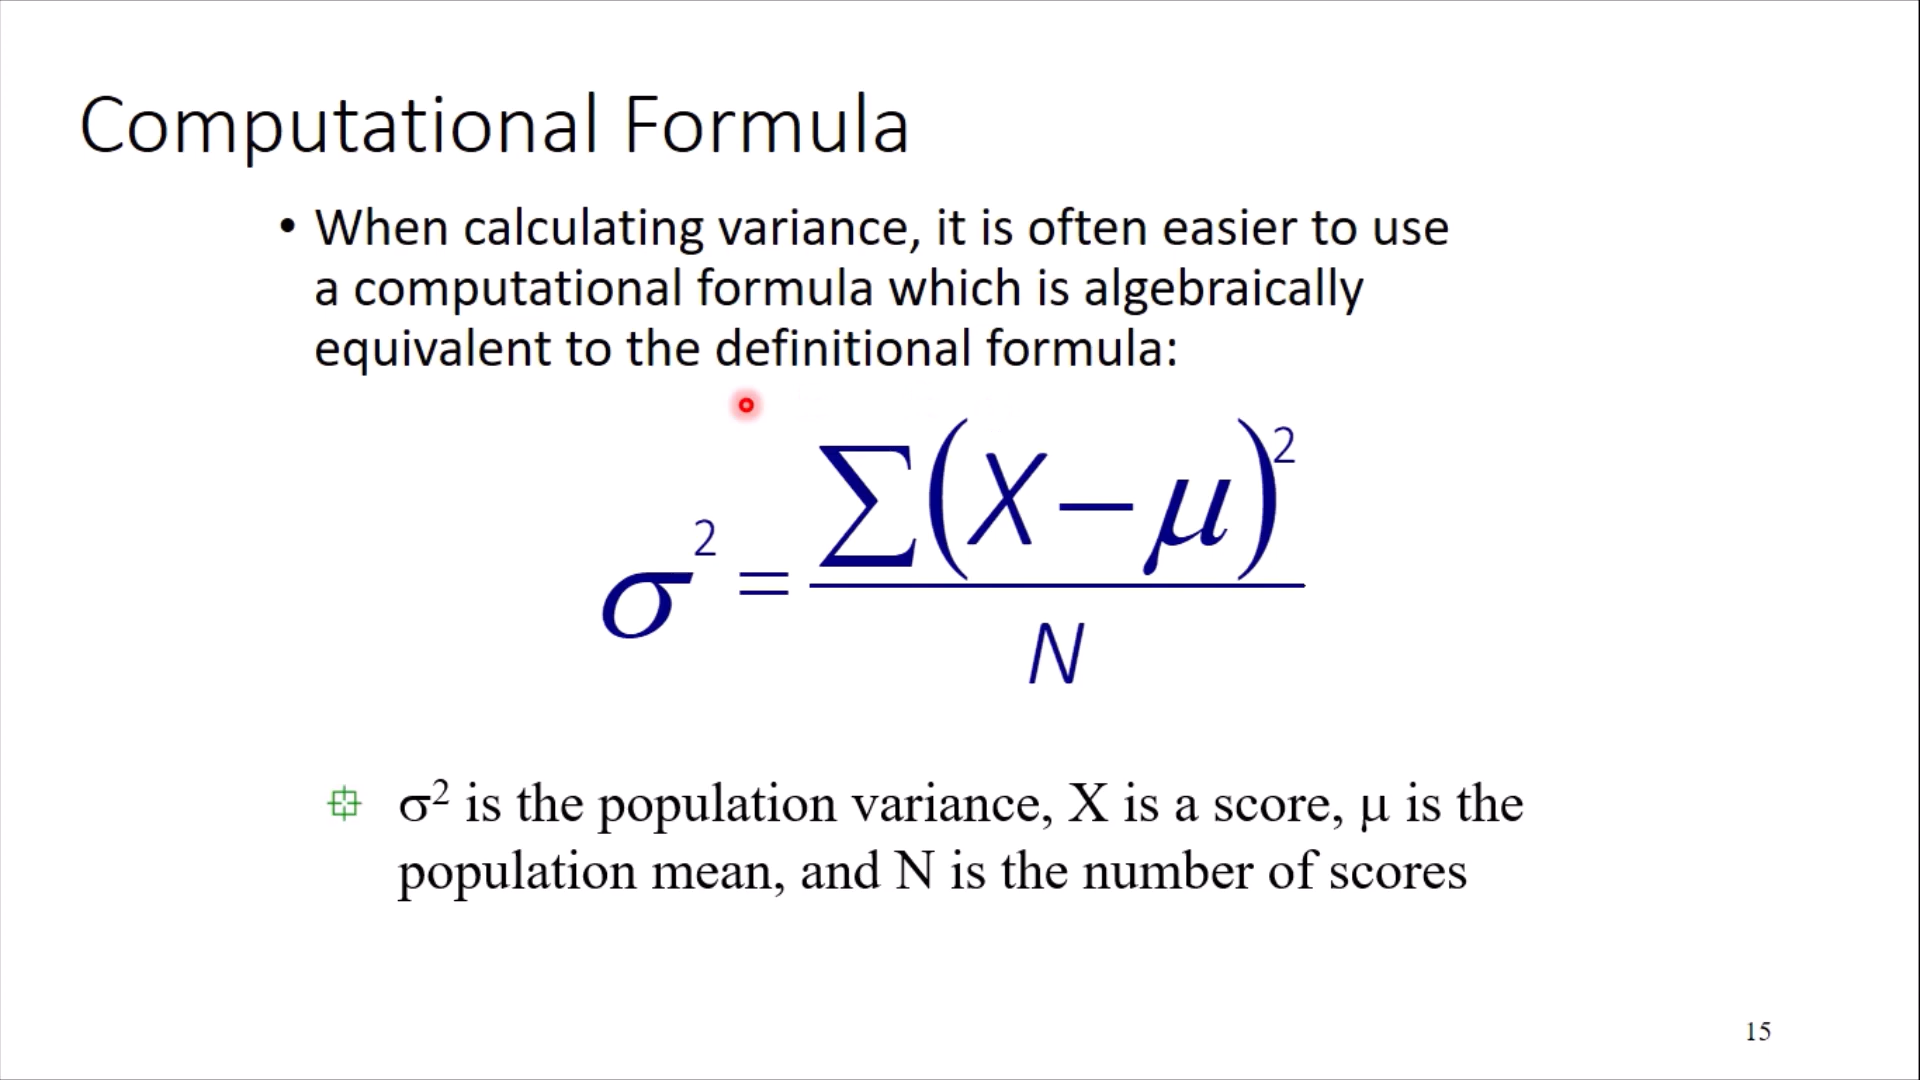 Computational Formula
• When calculating variance, it is often easier to use
a computational formula which is algebraically
equivalent to the definitional formula:
σ² = ∑(X−μ)² / N
σ² is the population variance, X is a score, μ is the
population mean, and N is the number of scores
15